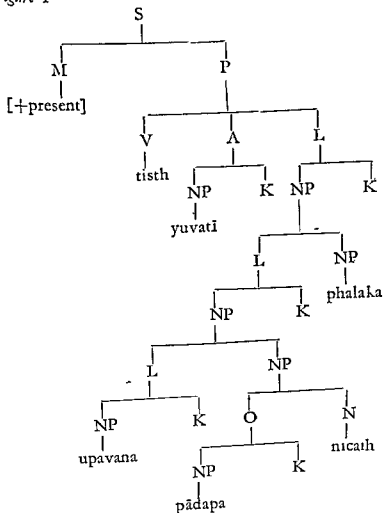 S
M P
[+present]
V A L
tisth
NP K NP K
yuvatī
L NP
phalaka
NP K
L NP
NP K O N
nicaih
upavana
NP K
pādapa